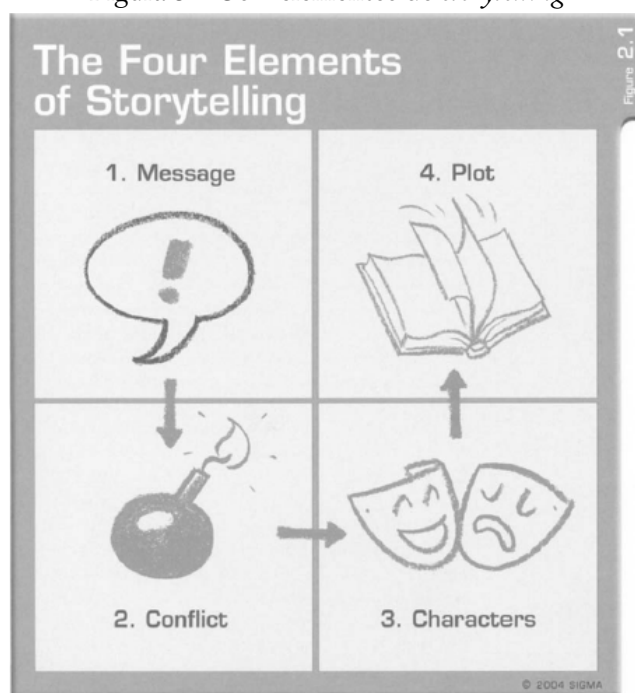 The Four Elements
of Storytelling
Figure 2.1
1. Message
4. Plot
2. Conflict
3. Characters
© 2004 SIGMA